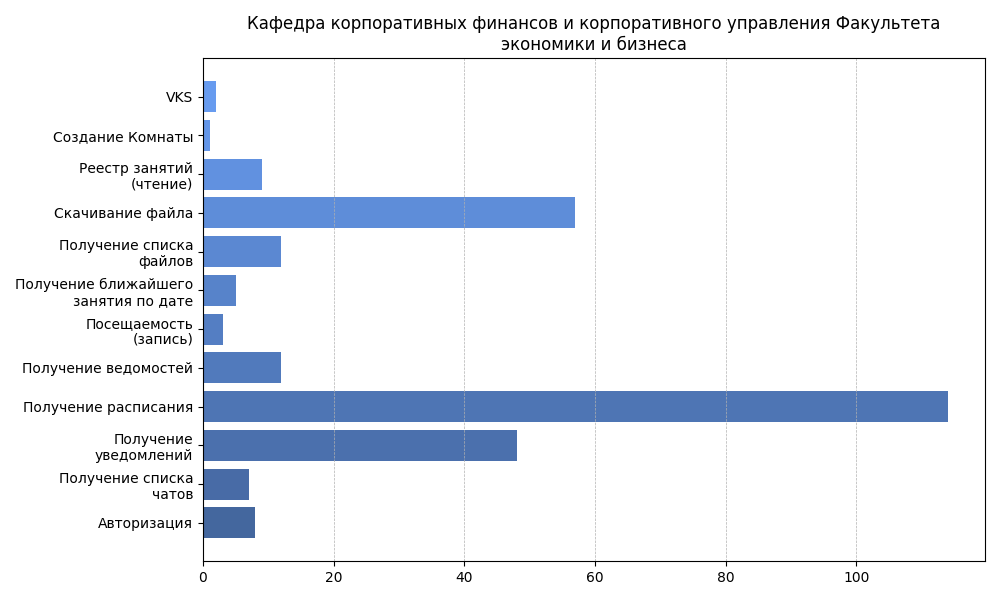 Кафедра корпоративных финансов и корпоративного управления Факультета
экономики и бизнеса
VKS
Создание Комнаты
Реестр занятий
(чтение)
Скачивание файла
Получение списка
файлов
Получение ближайшего
занятия по дате
Посещаемость
(запись)
Получение ведомостей
Получение расписания
Получение
уведомлений
Получение списка
чатов
Авторизация
0 20 40 60 80 100